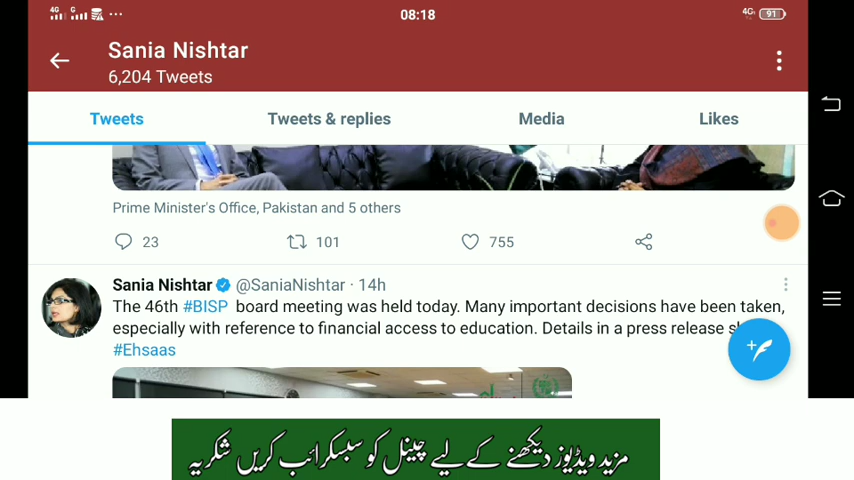 4G G ... 08:18 4G 91
Sania Nishtar
6,204 Tweets
Tweets Tweets & replies Media Likes
Prime Minister's Office, Pakistan and 5 others
23 101 755
Sania Nishtar @SaniaNishtar · 14h
The 46th #BISP board meeting was held today. Many important decisions have been taken,
especially with reference to financial access to education. Details in a press release
#Ehsaas
مزید ویڈیوز دیکھنے کے لیے چینل کو سبسکرائب کریں شکریہ